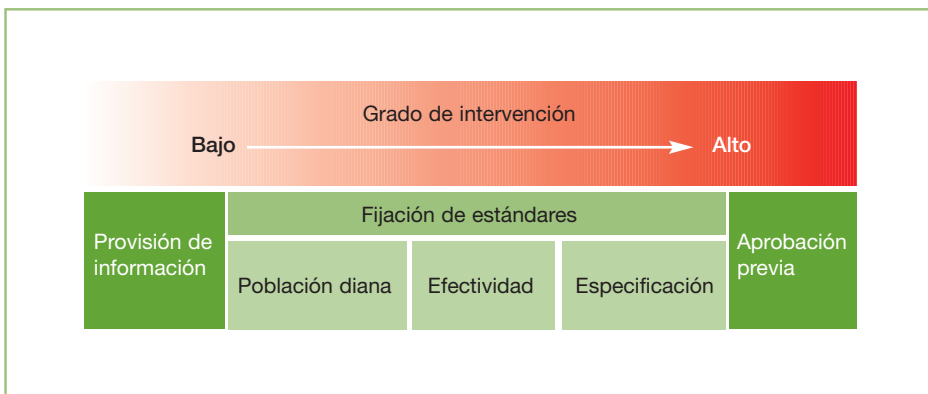 Grado de intervención
Bajo
Alto
Provisión de
información
Fijación de estándares
Población diana
Efectividad
Especificación
Aprobación
previa